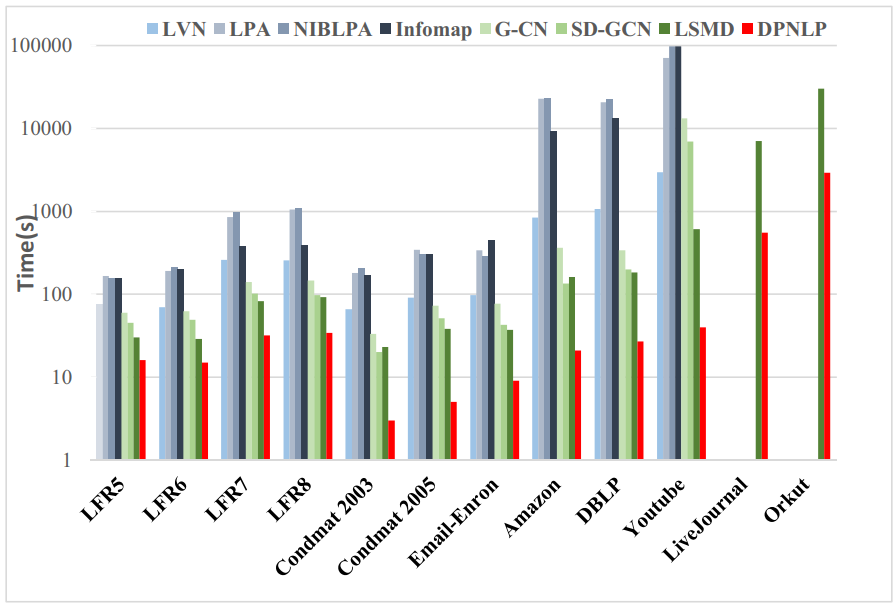 LVN LPA NIBLPA Infomap G-CN SD-GCN LSMD DPNLP
100000
10000
1000
100
10
1
Time(s)
LFR5
LFR6
LFR7
LFR8
Condmat 2003
Condmat 2005
Email-Enron
Amazon
DBLP
Youtube
LiveJournal
Orkut